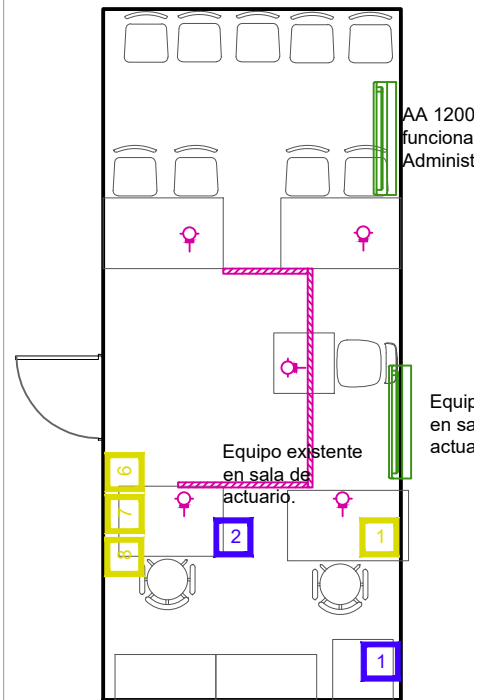 AA 1200
funciona
Administ
Equip
en sa
actua
Equipo existente
en sala de
actuario.
6
7
8
2
1
1